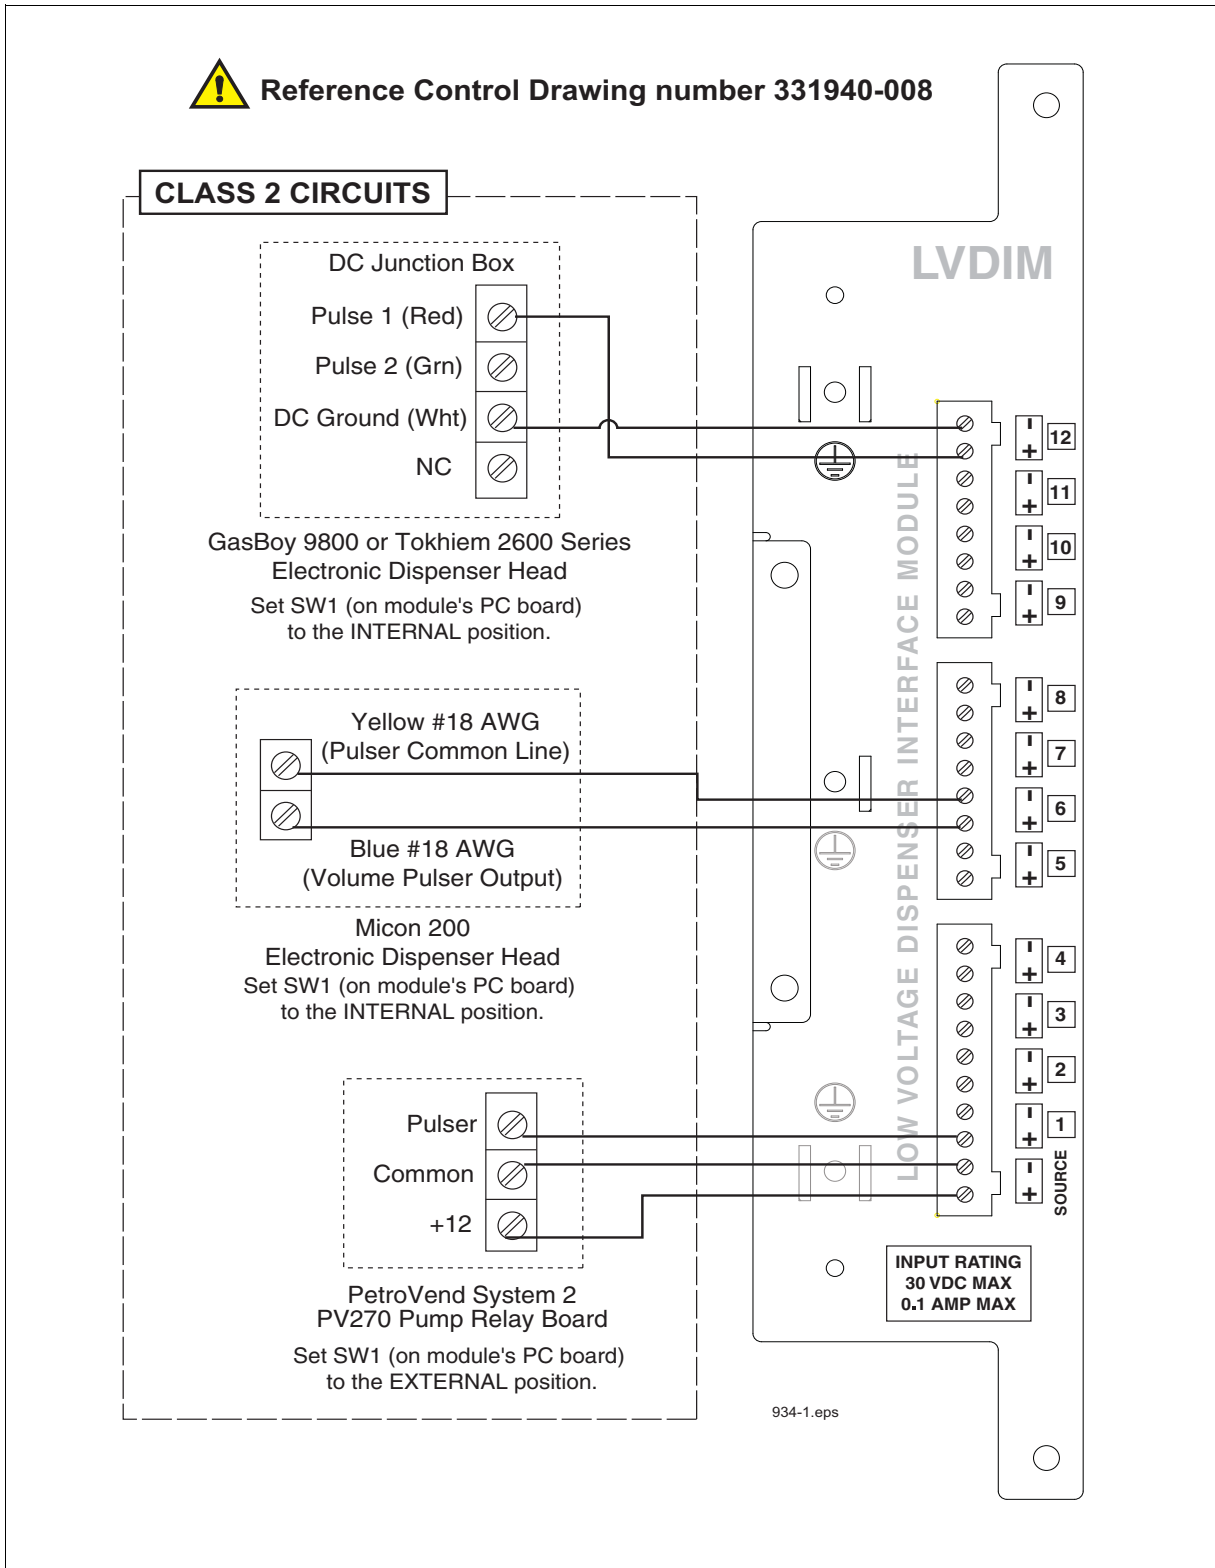 Reference Control Drawing number 331940-008
CLASS 2 CIRCUITS
DC Junction Box
Pulse 1 (Red)
Pulse 2 (Grn)
DC Ground (Wht)
NC
GasBoy 9800 or Tokhiem 2600 Series
Electronic Dispenser Head
Set SW1 (on module's PC board)
to the INTERNAL position.
Yellow #18 AWG
(Pulser Common Line)
Blue #18 AWG
(Volume Pulser Output)
Micon 200
Electronic Dispenser Head
Set SW1 (on module's PC board)
to the INTERNAL position.
Pulser
Common
+12
PetroVend System 2
PV270 Pump Relay Board
Set SW1 (on module's PC board)
to the EXTERNAL position.
LVDIM
LOW VOLTAGE DISPENSER INTERFACE MODULE
- + 12
- + 11
- + 10
- + 9
- + 8
- + 7
- + 6
- + 5
- + 4
- + 3
- + 2
- + 1
- + SOURCE
INPUT RATING
30 VDC MAX
0.1 AMP MAX
934-1.eps